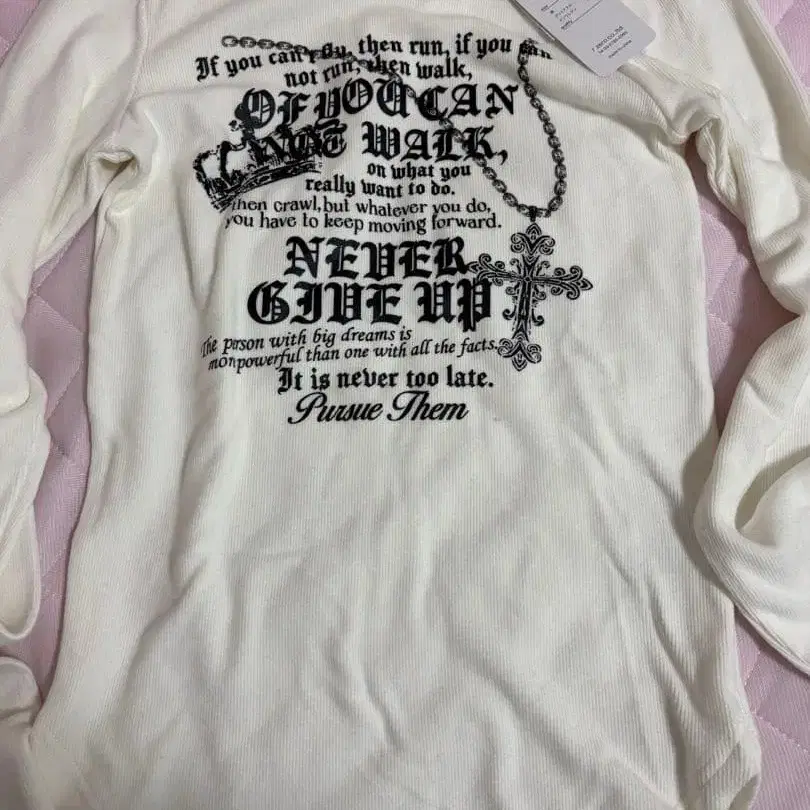 If you can't fly, then run, if you can
not run, then walk,
OF YOU CAN
NOT WALK,
on what you
really want to do.
then crawl, but whatever you do,
you have to keep moving forward.
NEVER
GIVE UP
The person with big dreams is
mor powerful than one with all the facts.
It is never too late.
Pursue Them